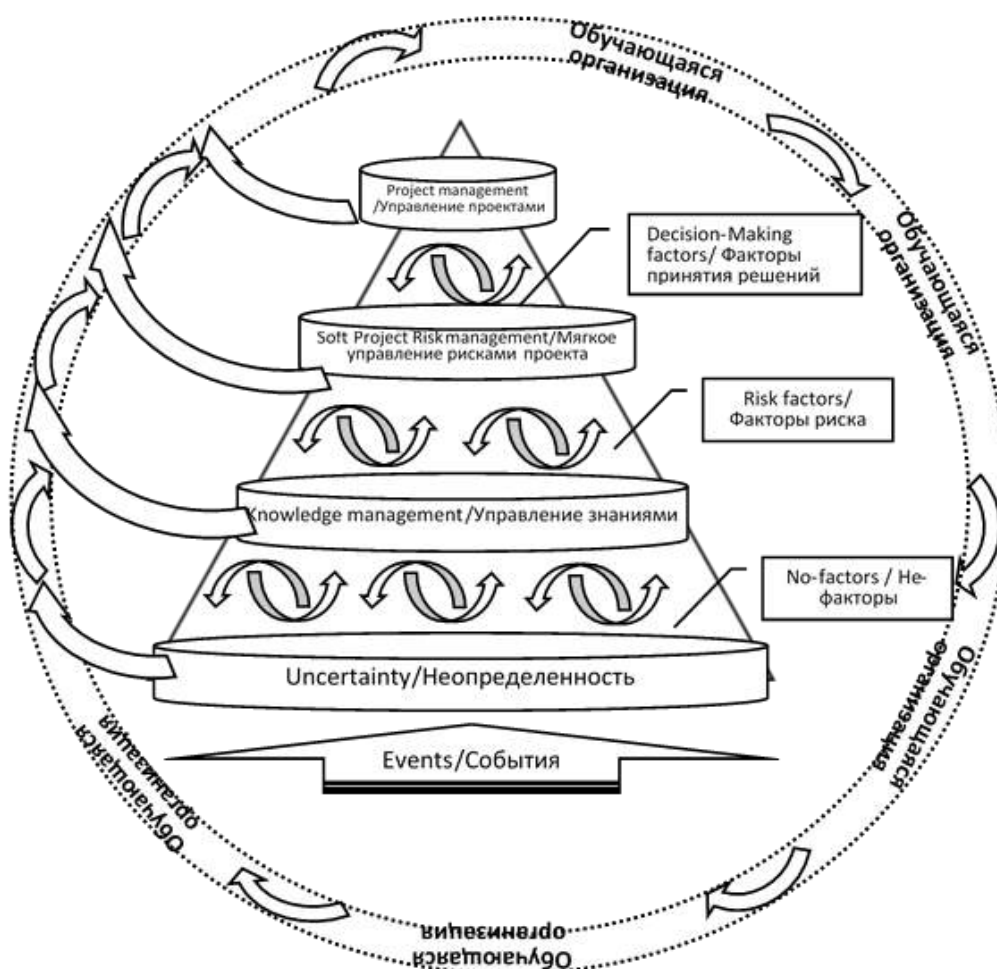 Обучающаяся
организация
Project management
/Управление проектами
Decision-Making
factors/ Факторы
принятия решений
Обучающаяся
организация
Soft Project Risk management/Мягкое
управление рисками проекта
Risk factors/
Факторы риска
Knowledge management/Управление знаниями
No-factors / Не-
факторы
Uncertainty/Неопределенность
Обучающаяся
организация
Events/События
Обучающаяся
организация
Обучающаяся
организация